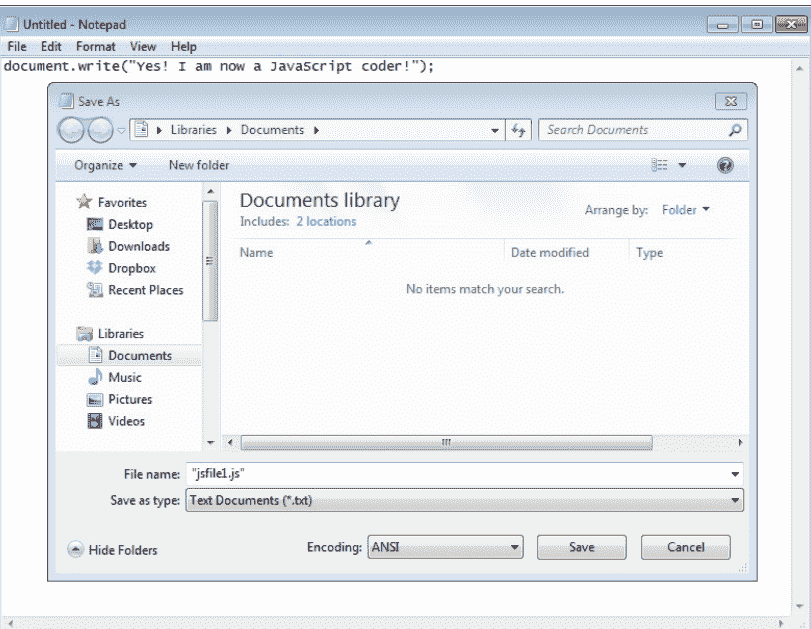 Untitled - Notepad
File Edit Format View Help
document.write("Yes! I am now a JavaScript coder!");
Save As
Libraries Documents
Search Documents
Organize New folder
Favorites
Desktop
Downloads
Dropbox
Recent Places
Libraries
Documents
Music
Pictures
Videos
Documents library
Includes: 2 locations
Arrange by: Folder
Name Date modified Type
No items match your search.
File name: "jsfile1.js"
Save as type: Text Documents (*.txt)
Hide Folders
Encoding: ANSI
Save
Cancel